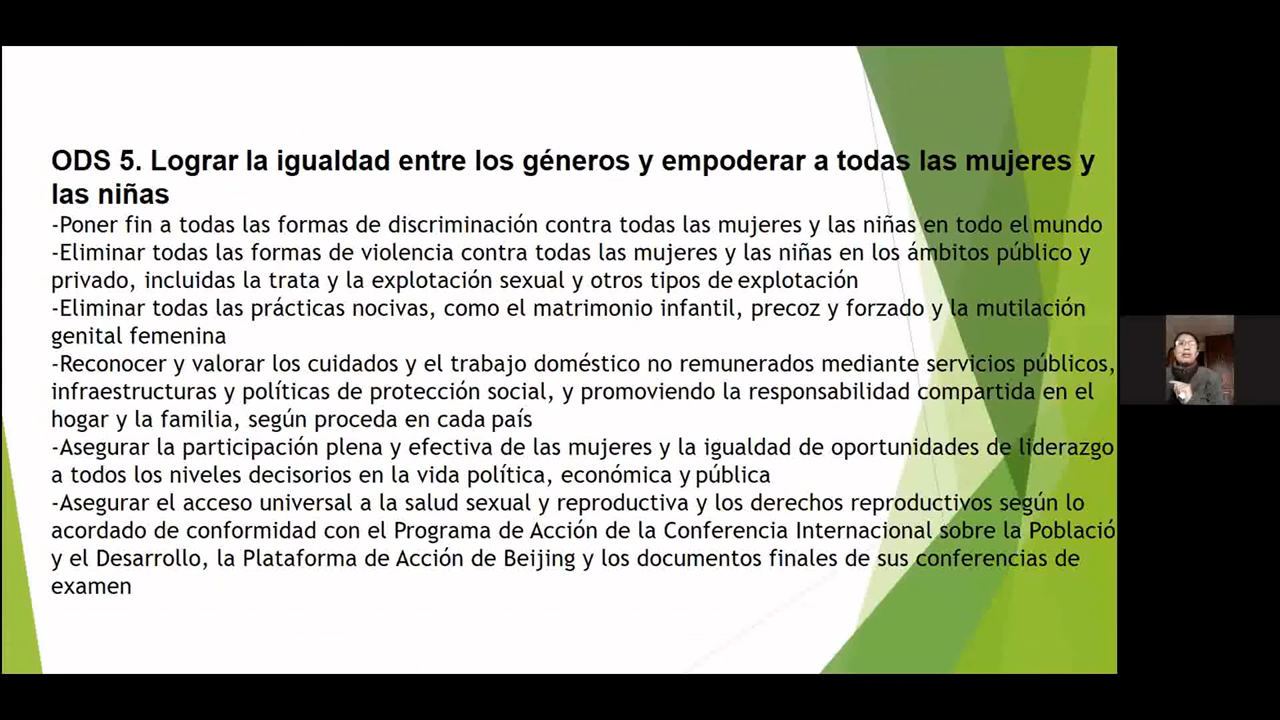 ODS 5. Lograr la igualdad entre los géneros y empoderar a todas las mujeres y
las niñas
-Poner fin a todas las formas de discriminación contra todas las mujeres y las niñas en todo el mundo
-Eliminar todas las formas de violencia contra todas las mujeres y las niñas en los ámbitos público y
privado, incluidas la trata y la explotación sexual y otros tipos de explotación
-Eliminar todas las prácticas nocivas, como el matrimonio infantil, precoz y forzado y la mutilación
genital femenina
-Reconocer y valorar los cuidados y el trabajo doméstico no remunerados mediante servicios públicos,
infraestructuras y políticas de protección social, y promoviendo la responsabilidad compartida en el
hogar y la familia, según proceda en cada país
-Asegurar la participación plena y efectiva de las mujeres y la igualdad de oportunidades de liderazgo
a todos los niveles decisorios en la vida política, económica y pública
-Asegurar el acceso universal a la salud sexual y reproductiva y los derechos reproductivos según lo
acordado de conformidad con el Programa de Acción de la Conferencia Internacional sobre la Població
y el Desarrollo, la Plataforma de Acción de Beijing y los documentos finales de sus conferencias de
examen